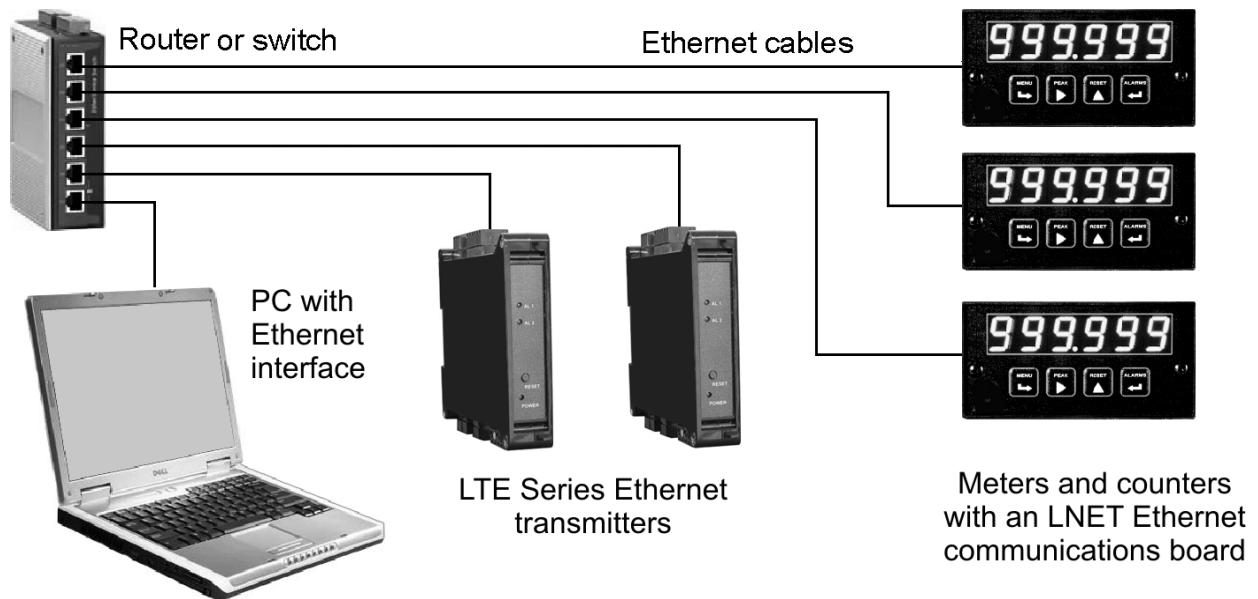 Router or switch
Ethernet cables
999.999
MENU PEAK RESET ALARMS
999.999
MENU PEAK RESET ALARMS
999.999
MENU PEAK RESET ALARMS
PC with
Ethernet
interface
DELL
AL 1
AL 2
RESET
POWER
AL 1
AL 2
RESET
POWER
LTE Series Ethernet
transmitters
Meters and counters
with an LNET Ethernet
communications board